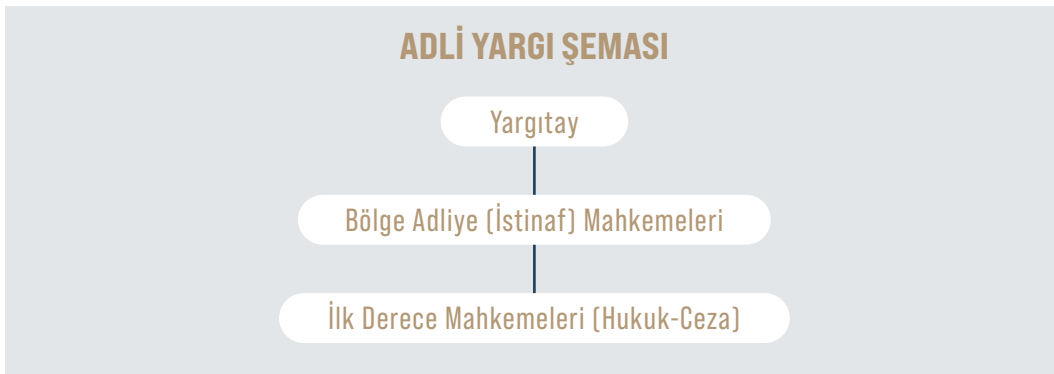 ADLİ YARGI ŞEMASI
Yargıtay
Bölge Adliye (İstinaf) Mahkemeleri
İlk Derece Mahkemeleri (Hukuk-Ceza)